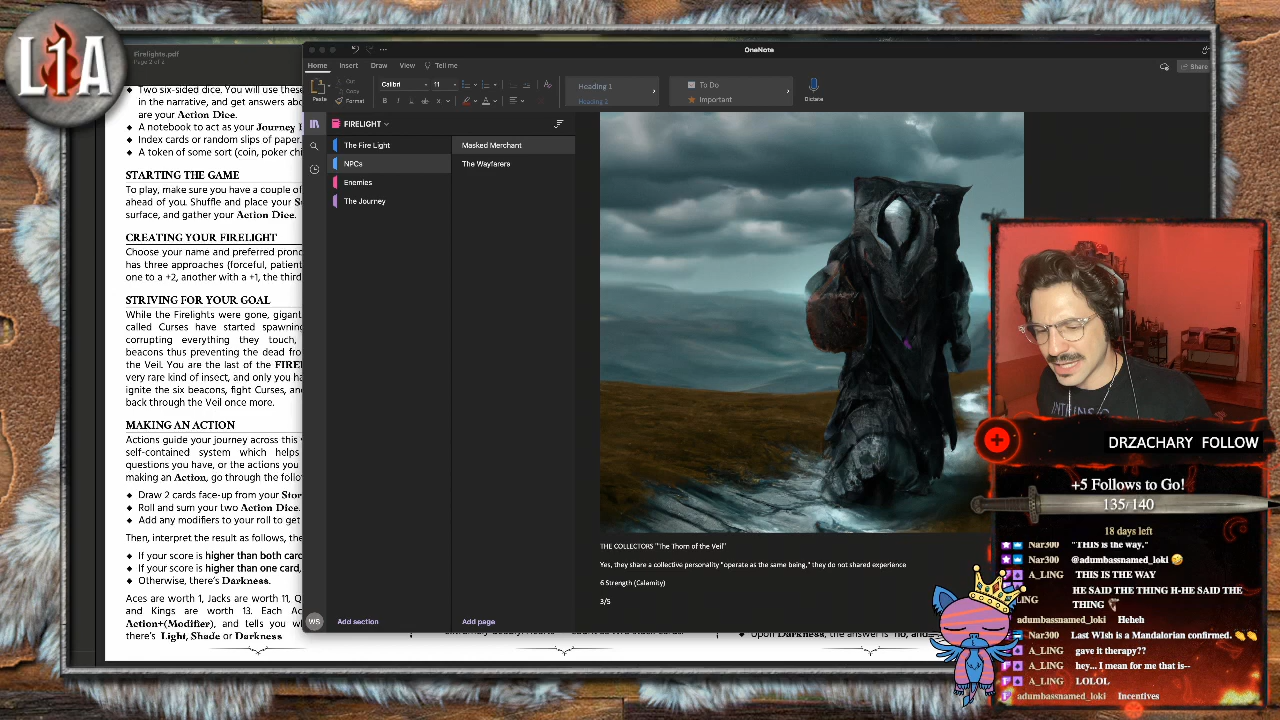 L1A
Firelights.pdf
Page 2 of 2
Two six-sided dice. You will use these
in the narrative, and get answers abou
are your Action Dice.
A notebook to act as your Journey
Index cards or random slips of paper.
A token of some sort (coin, poker chi
STARTING THE GAME
To play, make sure you have a couple of
ahead of you. Shuffle and place your
surface, and gather your Action Dice.
CREATING YOUR FIRELIGHT
Choose your name and preferred pron
has three approaches (forceful, patient
one to a +2, another with a +1, the third
STRIVING FOR YOUR GOAL
While the Firelights were gone, gigant
called Curses have started spawning
corrupting everything they touch,
beacons thus preventing the dead from
the Veil. You are the last of the FIREL
very rare kind of insect, and only you ha
ignite the six beacons, fight Curses, and
back through the Veil once more.
MAKING AN ACTION
Actions guide your journey across this
self-contained system which helps
questions you have, or the actions you
making an Action, go through the follo
Draw 2 cards face-up from your Stor
Roll and sum your two Action Dice.
Add any modifiers to your roll to get
Then, interpret the result as follows, the
If your score is higher than both card
If your score is higher than one card,
Otherwise, there's Darkness.
Aces are worth 1, Jacks are worth 11, Q
and Kings are worth 13. Each
Action+(Modifier), and tells you
there's Light, Shade or Darkness
Upon Darkness, the answer is no, and
OneNote
Home Insert Draw View Tell me
Share
Paste
Cut
Copy
Format
Calibri 11
B I U
Heading 1
Heading 2
To Do
Important
Dictate
FIRELIGHT
The Fire Light
NPCs
Enemies
The Journey
Masked Merchant
The Wayfarers
WS
Add section
Add page
THE COLLECTORS "The Thorn of the Veil"
Yes, they share a collective personality "operate as the same being," they do not shared experience
6 Strength (Calamity)
3/5
DRZACHARY FOLLOW
+5 Follows to Go!
135/140
18 days left
Nar300 "THIS is the way."
Nar300 @adumbassnamed_loki
A_LING THIS IS THE WAY
LING HE SAID THE THING H-HE SAID THE
THING
adumbassnamed_loki Heheh
Nar300 Last WIsh is a Mandalorian confirmed.
A_LING gave it therapy??
A_LING hey... I mean for me that is--
A_LING LOLOL
adumbassnamed_loki Incentives